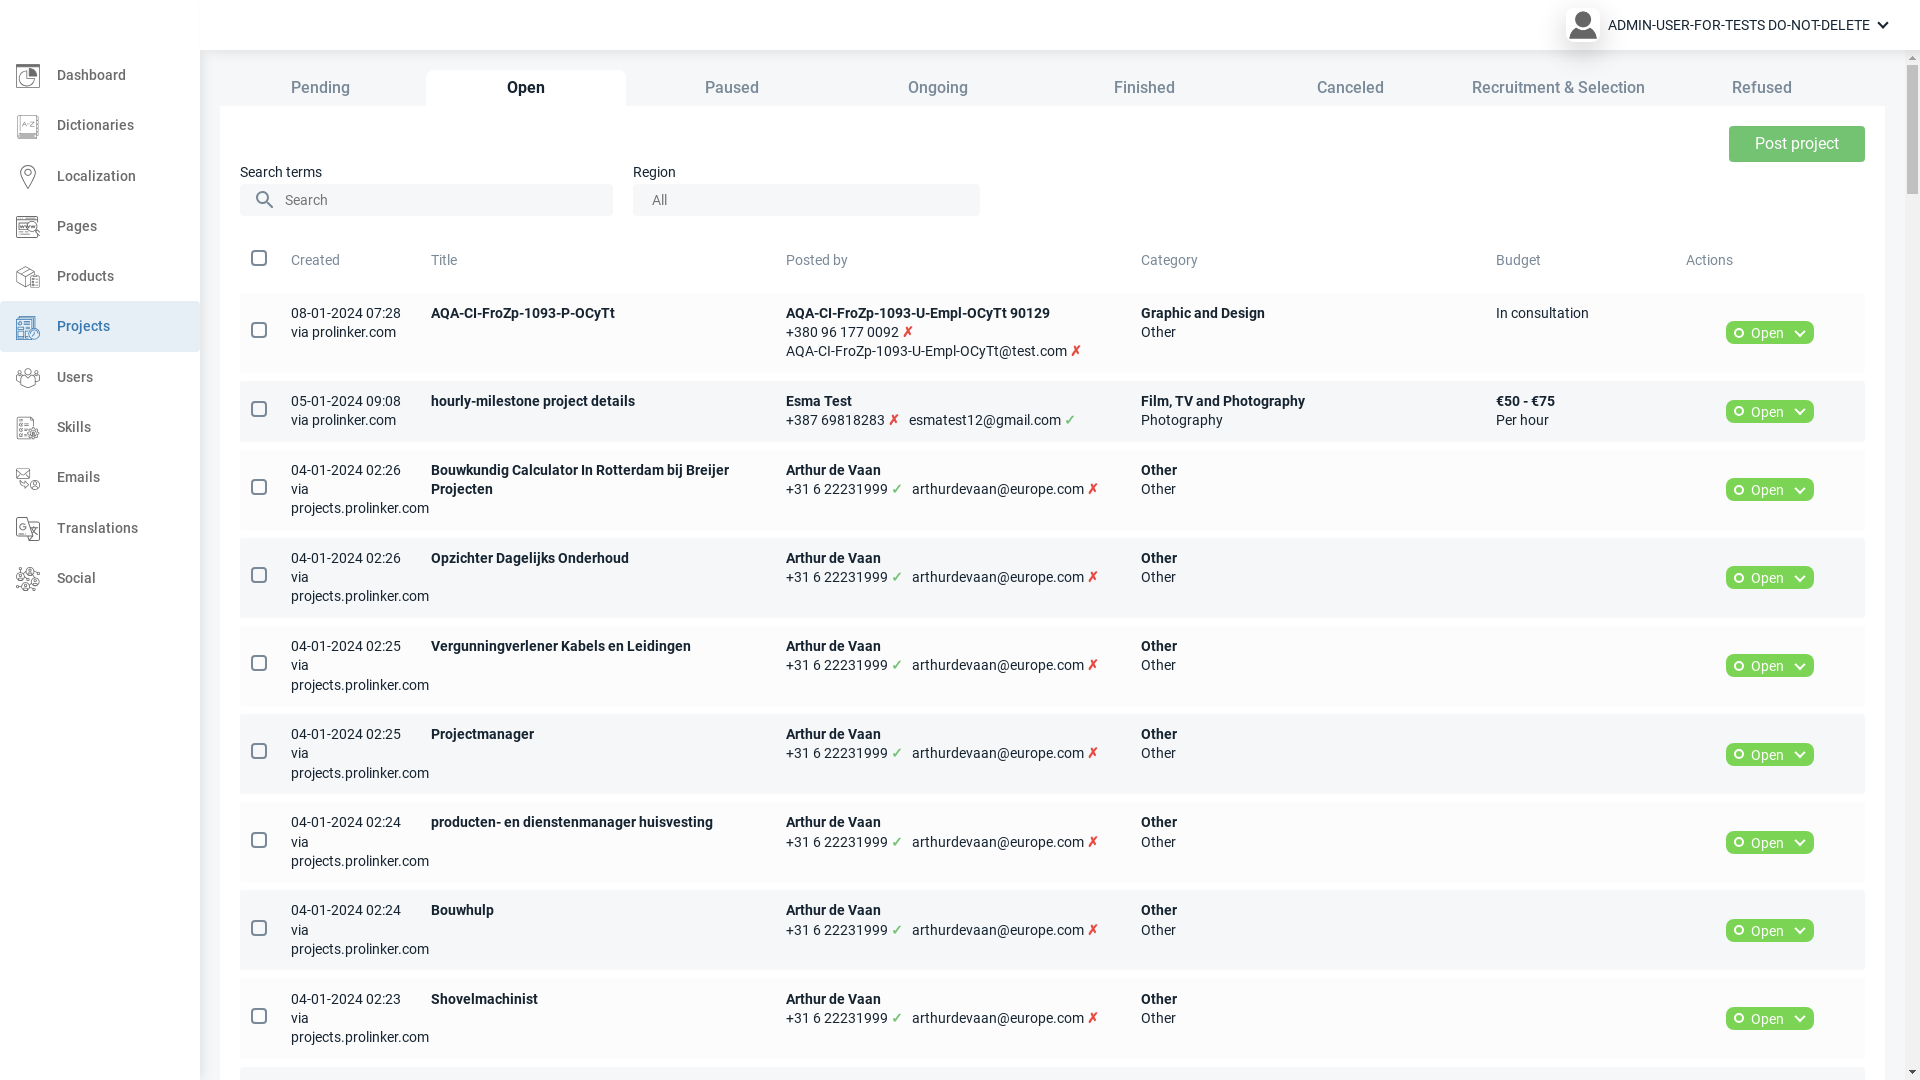 ADMIN-USER-FOR-TESTS DO-NOT-DELETE
Dashboard
Dictionaries
Localization
Pages
Products
Projects
Users
Skills
Emails
Translations
Social
Pending
Open
Paused
Ongoing
Finished
Canceled
Recruitment & Selection
Refused
Post project
Search terms
Region
Search
All
Created
Title
Posted by
Category
Budget
Actions
08-01-2024 07:28
via prolinker.com
AQA-CI-FroZp-1093-P-OCyTt
AQA-CI-FroZp-1093-U-Empl-OCyTt 90129
+380 96 177 0092 ✗
AQA-CI-FroZp-1093-U-Empl-OCyTt@test.com ✗
Graphic and Design
Other
In consultation
Open
05-01-2024 09:08
via prolinker.com
hourly-milestone project details
Esma Test
+387 69818283 ✗ esmatest12@gmail.com ✓
Film, TV and Photography
Photography
€50 - €75
Per hour
Open
04-01-2024 02:26
via
projects.prolinker.com
Bouwkundig Calculator In Rotterdam bij Breijer
Projecten
Arthur de Vaan
+31 6 22231999 ✓ arthurdevaan@europe.com ✗
Other
Other
Open
04-01-2024 02:26
via
projects.prolinker.com
Opzichter Dagelijks Onderhoud
Arthur de Vaan
+31 6 22231999 ✓ arthurdevaan@europe.com ✗
Other
Other
Open
04-01-2024 02:25
via
projects.prolinker.com
Vergunningverlener Kabels en Leidingen
Arthur de Vaan
+31 6 22231999 ✓ arthurdevaan@europe.com ✗
Other
Other
Open
04-01-2024 02:25
via
projects.prolinker.com
Projectmanager
Arthur de Vaan
+31 6 22231999 ✓ arthurdevaan@europe.com ✗
Other
Other
Open
04-01-2024 02:24
via
projects.prolinker.com
producten- en dienstenmanager huisvesting
Arthur de Vaan
+31 6 22231999 ✓ arthurdevaan@europe.com ✗
Other
Other
Open
04-01-2024 02:24
via
projects.prolinker.com
Bouwhulp
Arthur de Vaan
+31 6 22231999 ✓ arthurdevaan@europe.com ✗
Other
Other
Open
04-01-2024 02:23
via
projects.prolinker.com
Shovelmachinist
Arthur de Vaan
+31 6 22231999 ✓ arthurdevaan@europe.com ✗
Other
Other
Open